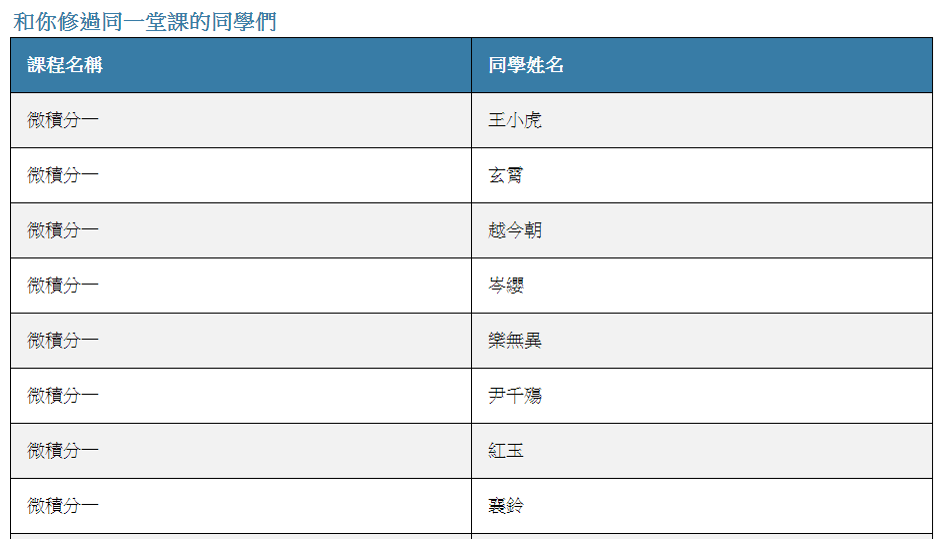 和你修過同一堂課的同學們
課程名稱 同學姓名
微積分一 王小虎
微積分一 玄霄
微積分一 越今朝
微積分一 岑纓
微積分一 樂無異
微積分一 尹千殤
微積分一 紅玉
微積分一 襄鈴